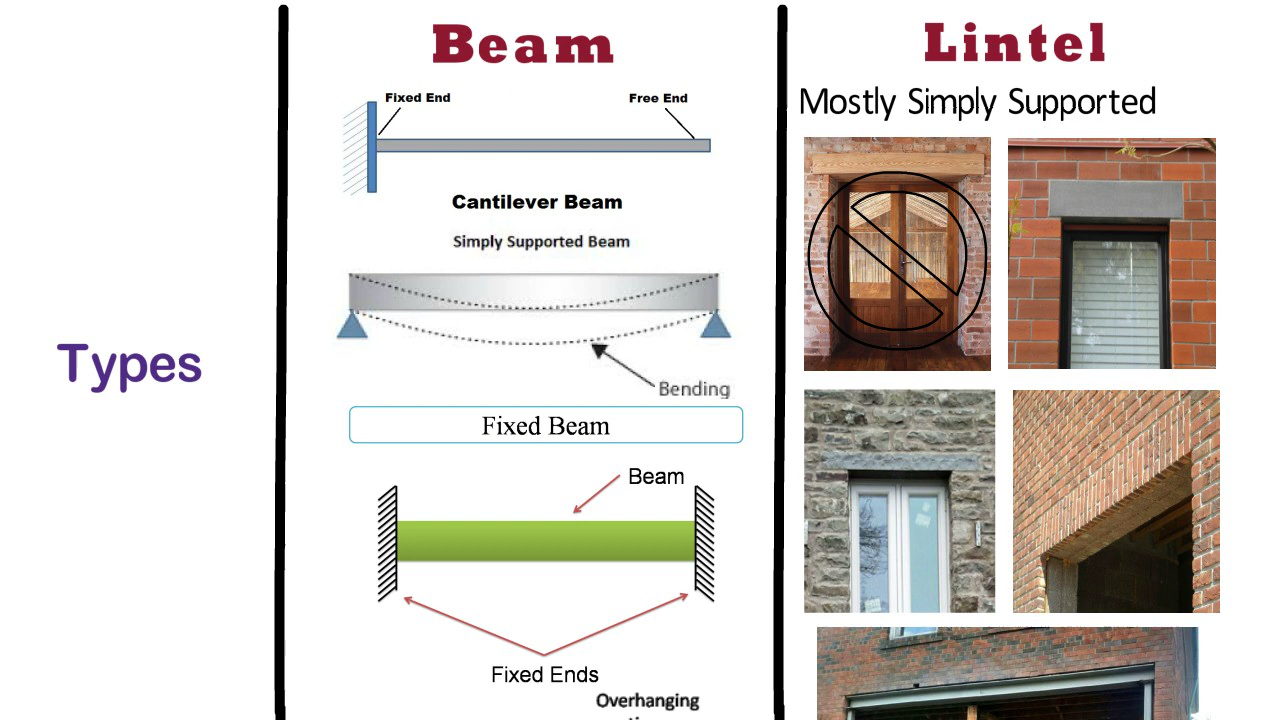 Types
Beam
Fixed End
Free End
Cantilever Beam
Simply Supported Beam
Bending
Fixed Beam
Beam
Fixed Ends
Overhanging
Lintel
Mostly Simply Supported